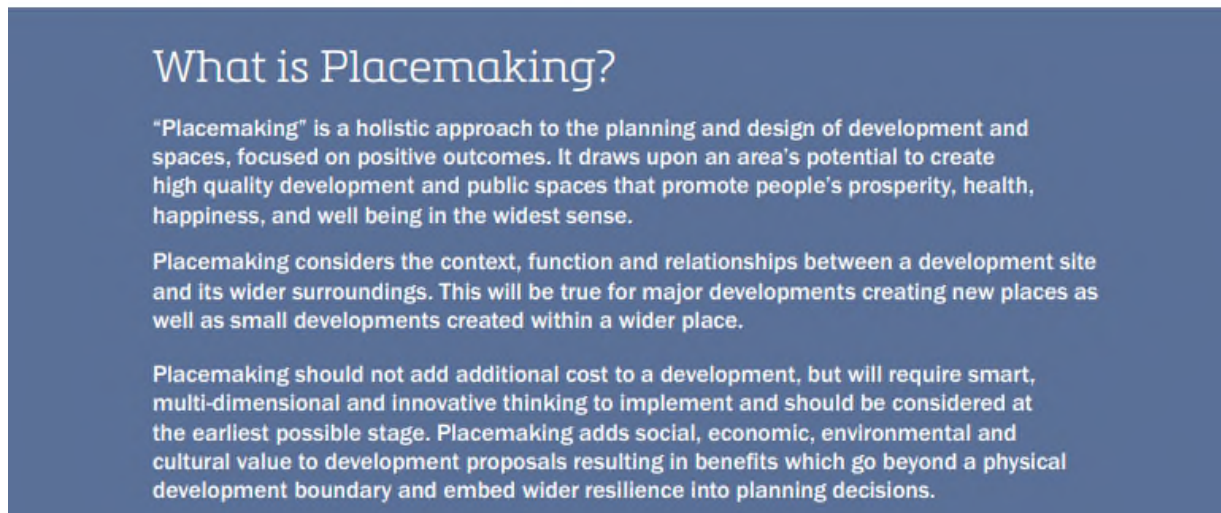 What is Placemaking?
“Placemaking” is a holistic approach to the planning and design of development and
spaces, focused on positive outcomes. It draws upon an area’s potential to create
high quality development and public spaces that promote people’s prosperity, health,
happiness, and well being in the widest sense.
Placemaking considers the context, function and relationships between a development site
and its wider surroundings. This will be true for major developments creating new places as
well as small developments created within a wider place.
Placemaking should not add additional cost to a development, but will require smart,
multi-dimensional and innovative thinking to implement and should be considered at
the earliest possible stage. Placemaking adds social, economic, environmental and
cultural value to development proposals resulting in benefits which go beyond a physical
development boundary and embed wider resilience into planning decisions.